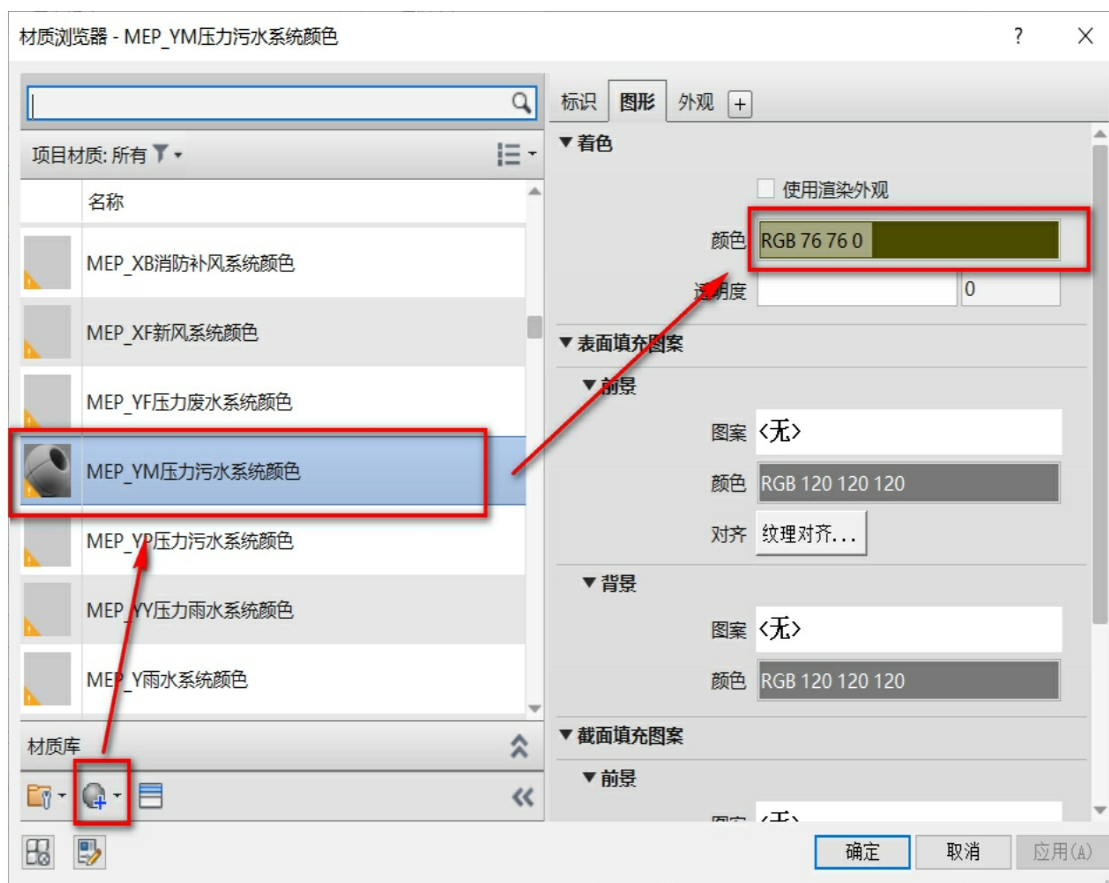 材质浏览器 - MEP_YM压力污水系统颜色
?
标识 图形 外观 +
项目材质: 所有
名称
MEP_XB消防补风系统颜色
MEP_XF新风系统颜色
MEP_YF压力废水系统颜色
MEP_YM压力污水系统颜色
MEP_YP压力污水系统颜色
MEP_YY压力雨水系统颜色
MEP_Y雨水系统颜色
材质库
▼着色
使用渲染外观
颜色 RGB 76 76 0
透明度 0
▼表面填充图案
▼前景
图案 <无>
颜色 RGB 120 120 120
对齐 纹理对齐...
▼背景
图案 <无>
颜色 RGB 120 120 120
▼截面填充图案
▼前景
图案 <无>
确定 取消 应用(A)